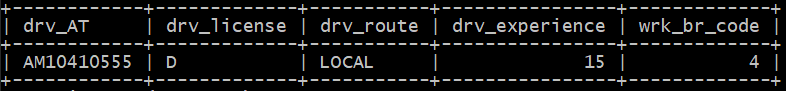 | drv_AT | drv_license | drv_route | drv_experience | wrk_br_code |
| AM10410555 | D | LOCAL | 15 | 4 |